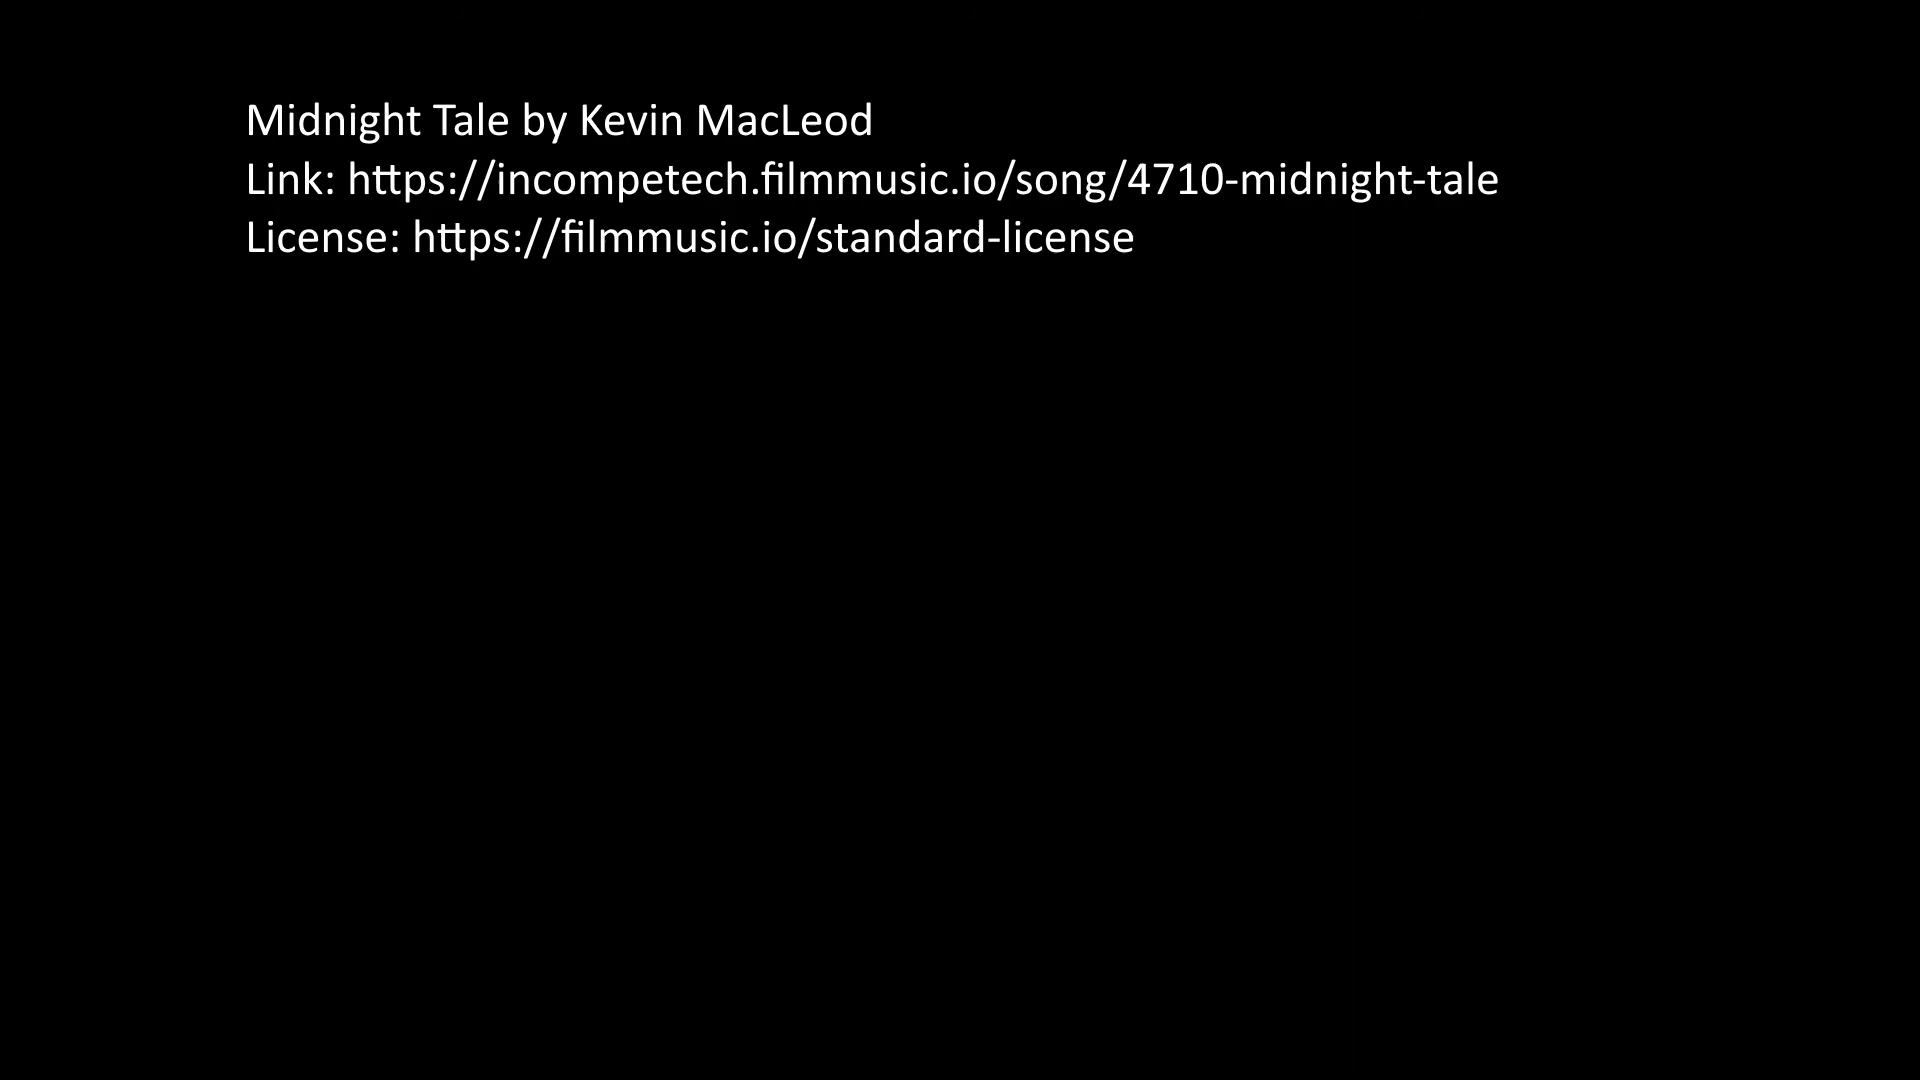 Midnight Tale by Kevin MacLeod
Link: https://incompetech.filmmusic.io/song/4710-midnight-tale
License: https://filmmusic.io/standard-license